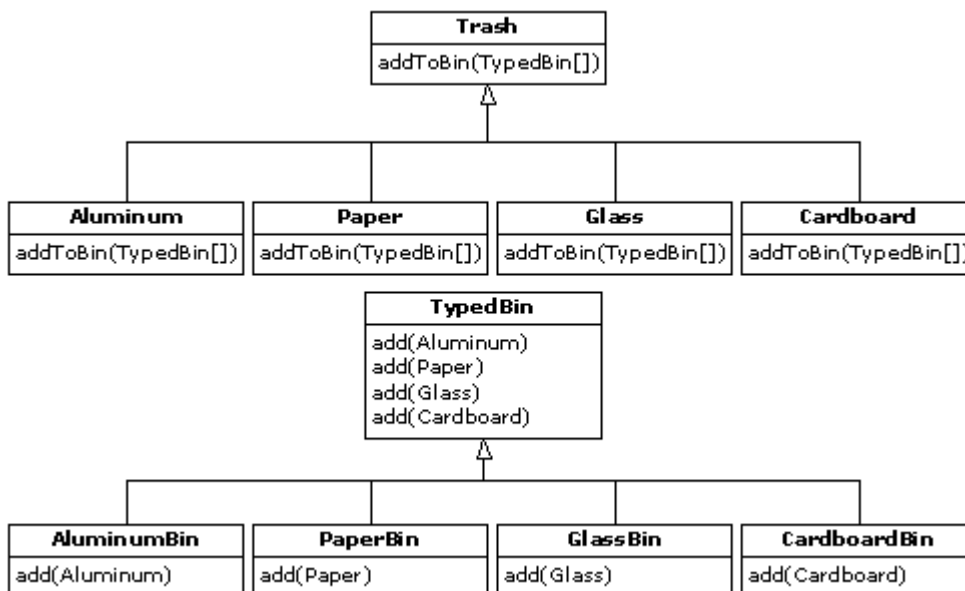 Trash
addToBin(TypedBin[])
Aluminum
addToBin(TypedBin[])
Paper
addToBin(TypedBin[])
Glass
addToBin(TypedBin[])
Cardboard
addToBin(TypedBin[])
TypedBin
add(Aluminum)
add(Paper)
add(Glass)
add(Cardboard)
AluminumBin
add(Aluminum)
PaperBin
add(Paper)
GlassBin
add(Glass)
CardboardBin
add(Cardboard)